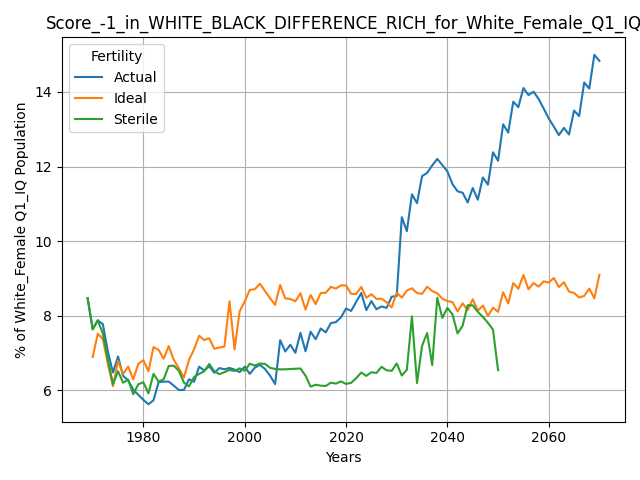 Score_-1_in_WHITE_BLACK_DIFFERENCE_RICH_for_White_Female_Q1_IQ
Fertility
Actual
Ideal
Sterile
% of White_Female Q1_IQ Population
14
12
10
8
6
1980 2000 2020 2040 2060
Years